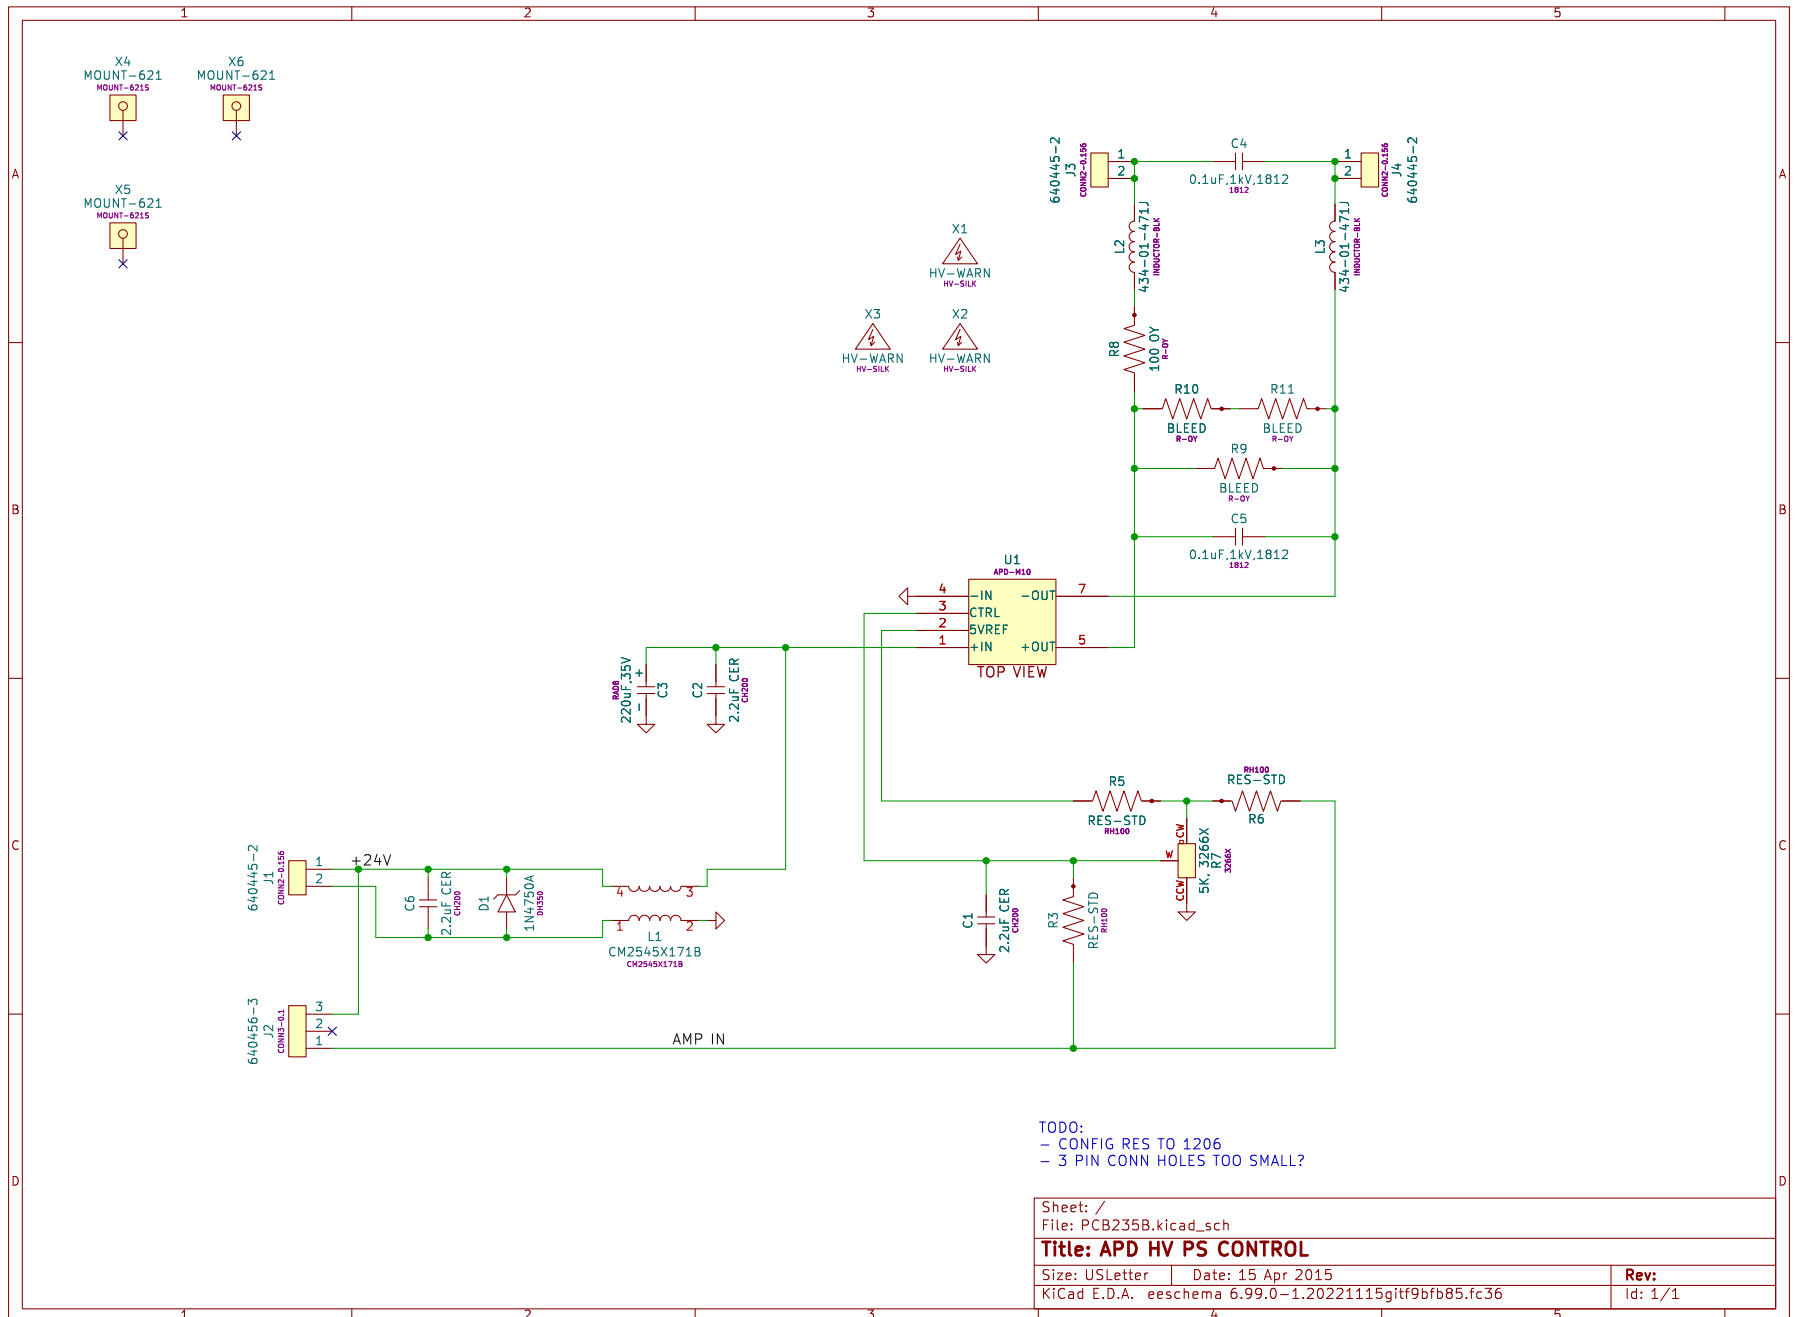 1 2 3 4 5
X4
MOUNT-621
MOUNT-621S
X6
MOUNT-621
MOUNT-621S
X5
MOUNT-621
MOUNT-621S
A
A
640445-2
J3
CONN2-0.156
1
2
C4
0.1uF,1kV,1812
1812
1
2
CONN2-0.156
J4
640445-2
L2
434-01-471J
INDUCTOR-BLK
L3
434-01-471J
INDUCTOR-BLK
X1
HV-WARN
HV-SILK
X3
HV-WARN
HV-SILK
X2
HV-WARN
HV-SILK
R8
100 OY
R-OY
R10
BLEED
R-OY
R11
BLEED
R-OY
R9
BLEED
R-OY
B
B
C5
0.1uF,1kV,1812
1812
U1
APD-M10
4 -IN
3 CTRL
2 5VREF
1 +IN
-OUT 7
+OUT 5
TOP VIEW
RAD8
220uF,35V
+
-
C3
C2
2.2uF CER
CH200
R5
RES-STD
RH100
RH100
RES-STD
R6
C
C
CW
W
CCW
5K, 3266X
R7
3266X
640445-2
J1
CONN2-0.156
1
2
+24V
C6
2.2uF CER
CH200
D1
1N4750A
DH350
4
3
1
2
L1
CM2545X171B
CM2545X171B
C1
2.2uF CER
CH200
R3
RES-STD
RH100
640456-3
J2
CONN3-0.1
3
2
1
AMP IN
TODO:
- CONFIG RES TO 1206
- 3 PIN CONN HOLES TOO SMALL?
D
D
Sheet: /
File: PCB235B.kicad_sch
Title: APD HV PS CONTROL
Size: USLetter
Date: 15 Apr 2015
Rev:
KiCad E.D.A. eeschema 6.99.0-1.20221115gitf9bfb85.fc36
Id: 1/1
1 2 3 4 5